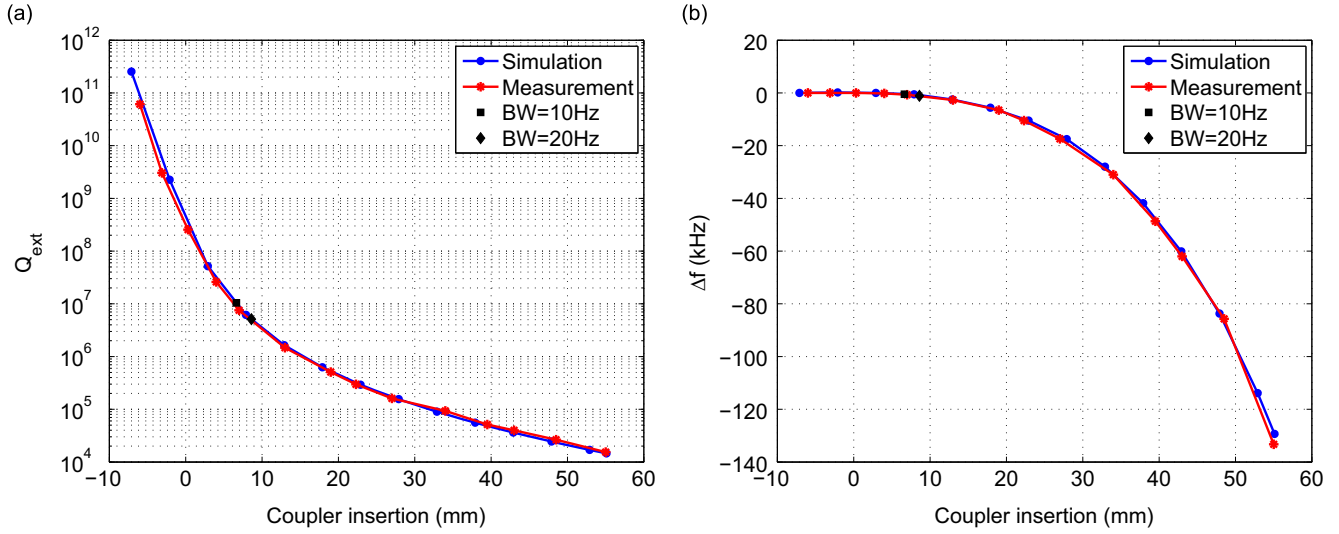 (a)
10^12
10^11
10^10
10^9
10^8
10^7
10^6
10^5
10^4
Q_ext
−10 0 10 20 30 40 50 60
Coupler insertion (mm)
Simulation
Measurement
BW=10Hz
BW=20Hz
(b)
20
0
−20
−40
−60
−80
−100
−120
−140
Δf (kHz)
−10 0 10 20 30 40 50 60
Coupler insertion (mm)
Simulation
Measurement
BW=10Hz
BW=20Hz